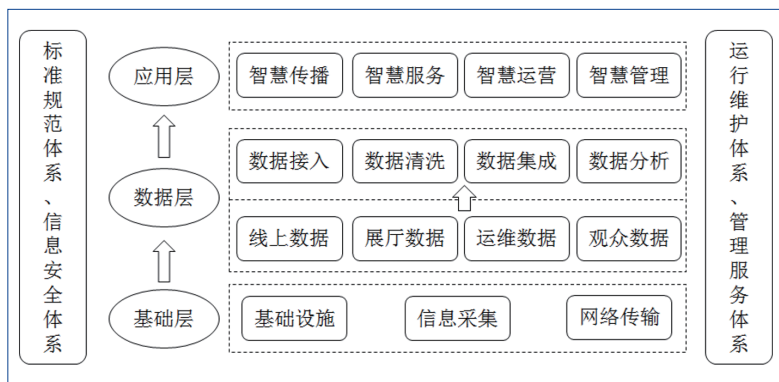 标准规范体系、信息安全体系
应用层
智慧传播
智慧服务
智慧运营
智慧管理
数据层
数据接入
数据清洗
数据集成
数据分析
线上数据
展厅数据
运维数据
观众数据
基础层
基础设施
信息采集
网络传输
运行维护体系、管理服务体系